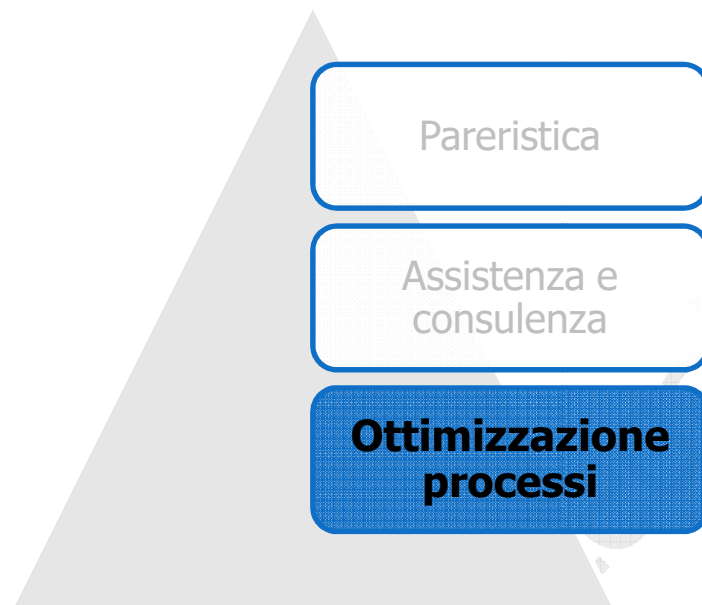 Pareristica
Assistenza e
consulenza
Ottimizzazione
processi